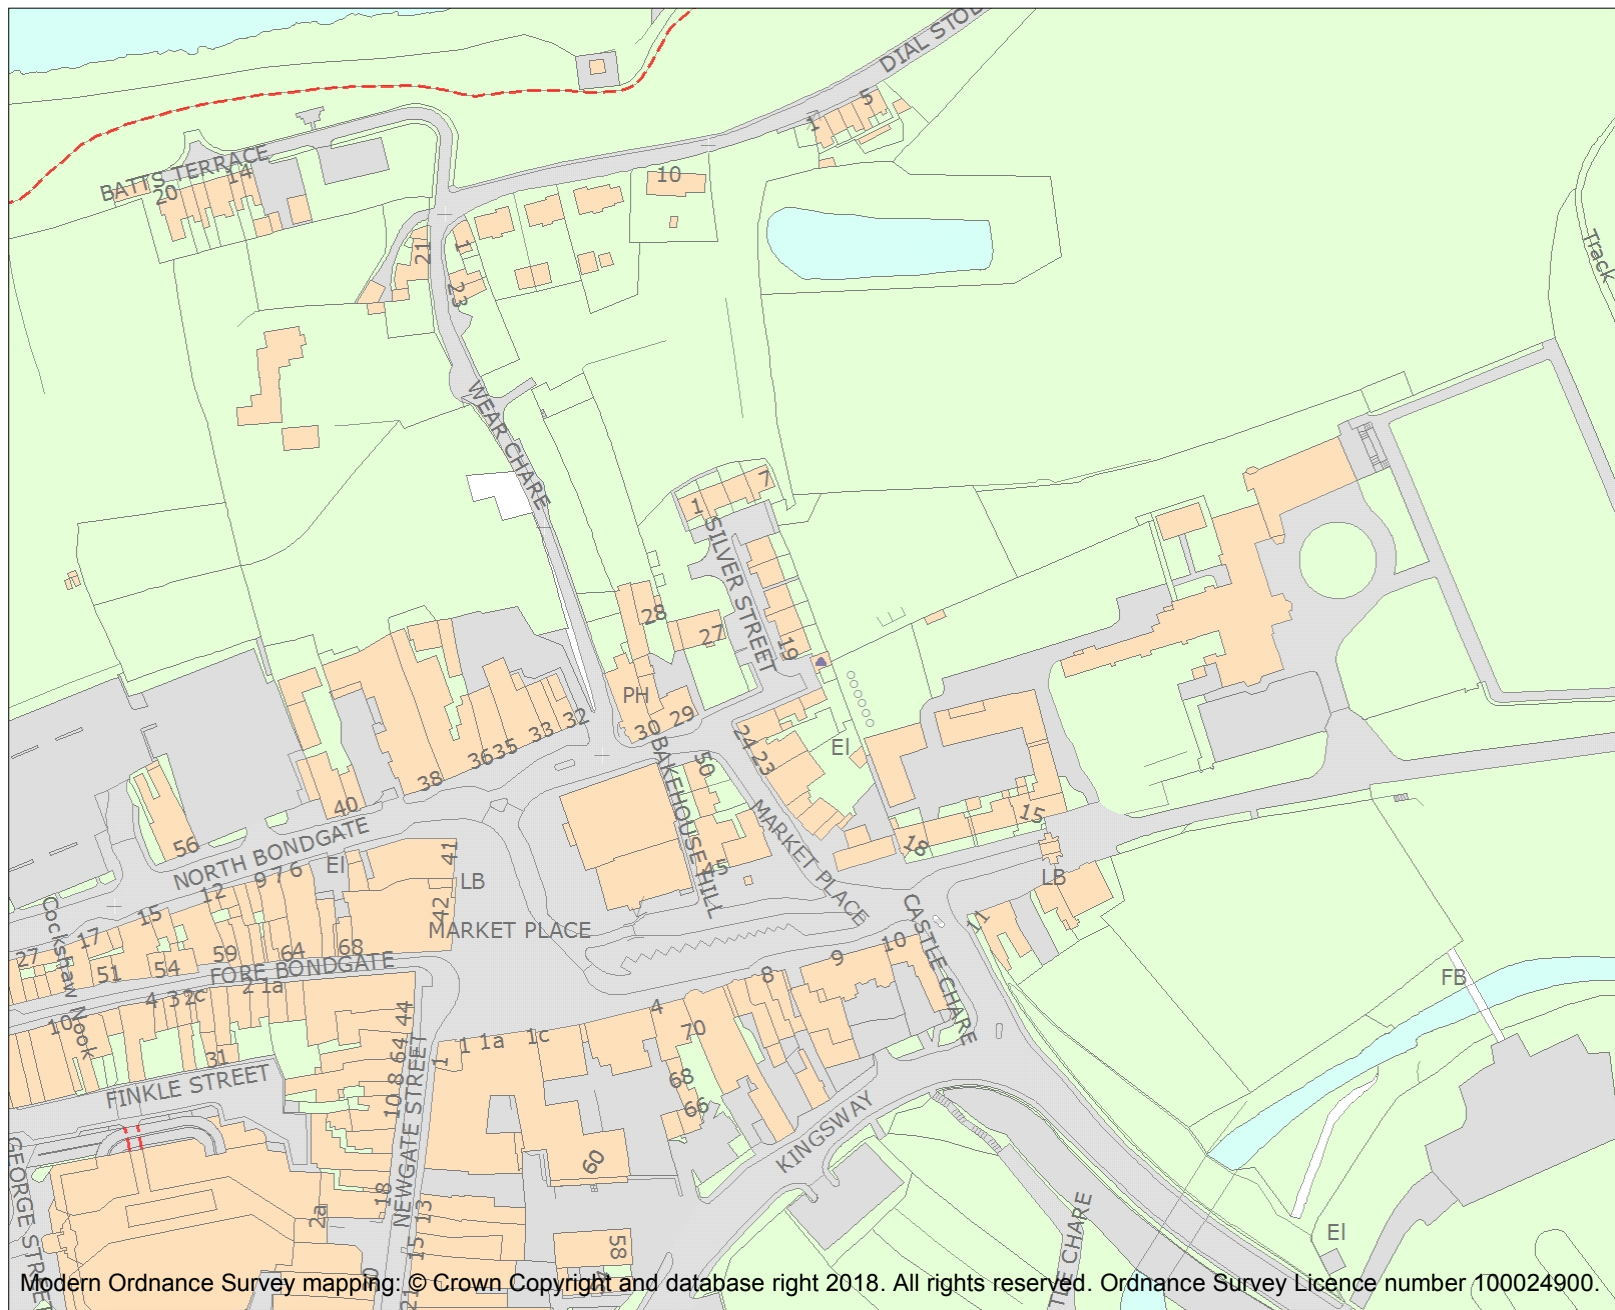 DIAL STOB
5
1
BATTS TERRACE
14
20
10
21
1
23
Track
WEAR CHARE
7
1
SILVER STREET
28
27
19
PH
30
29
32
33
36 35
38
40
24
23
EI
50
BAKEHOUSE HILL
MARKET PLACE
56
NORTH BONDGATE
EI
41
LB
42
45
15
18
LB
6
7
9
12
15
17
27
Cockshaw Nook
51
54
59
64
68
FORE BONDGATE
MARKET PLACE
CASTLE CHARE
11
10
9
8
4
FB
2 1a
4 3 2c
10
31
44
64
8
10
1
1 1a
1c
70
68
66
FINKLE STREET
NEWGATE STREET
KINGSWAY
60
GEORGE STREET
2a
18
13
15
21
58
EI
Modern Ordnance Survey mapping: © Crown Copyright and database right 2018. All rights reserved. Ordnance Survey Licence number 100024900.